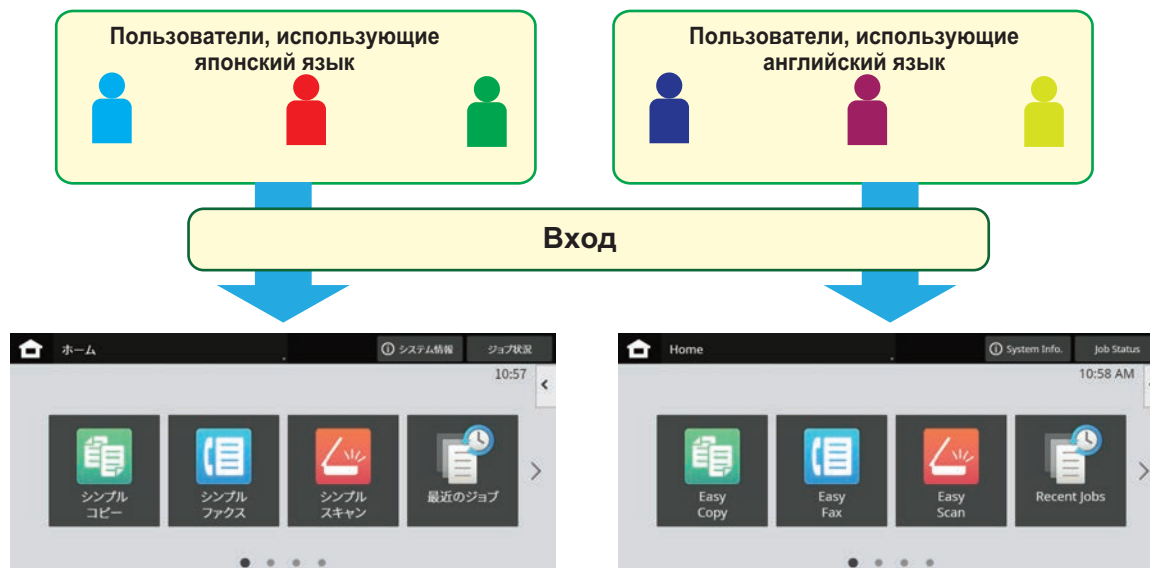 Пользователи, использующие
японский язык
Пользователи, использующие
английский язык
Вход
ホーム
システム情報
ジョブ状況
10:57
シンプル
コピー
シンプル
ファクス
シンプル
スキャン
最近のジョブ
Home
System Info.
Job Status
10:58 AM
Easy
Copy
Easy
Fax
Easy
Scan
Recent Jobs